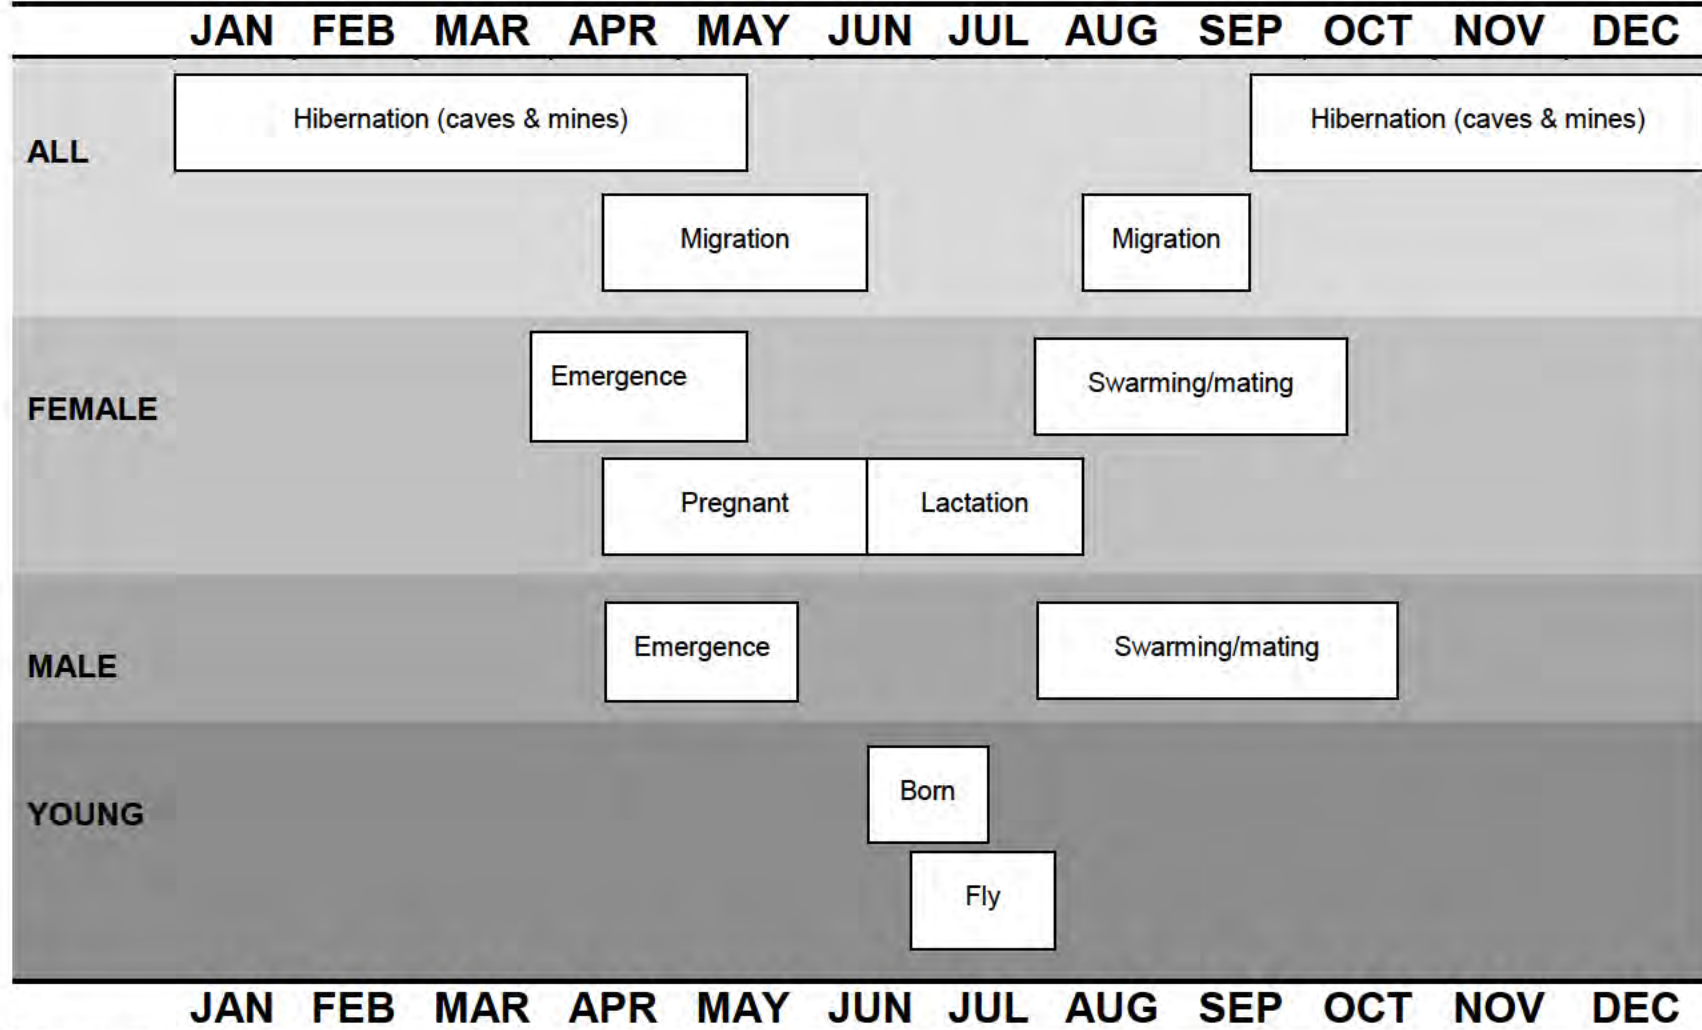 JAN FEB MAR APR MAY JUN JUL AUG SEP OCT NOV DEC
Hibernation (caves & mines) Hibernation (caves & mines)
ALL
Migration Migration
Emergence Swarming/mating
FEMALE
Pregnant Lactation
Emergence Swarming/mating
MALE
Born
YOUNG
Fly
JAN FEB MAR APR MAY JUN JUL AUG SEP OCT NOV DEC